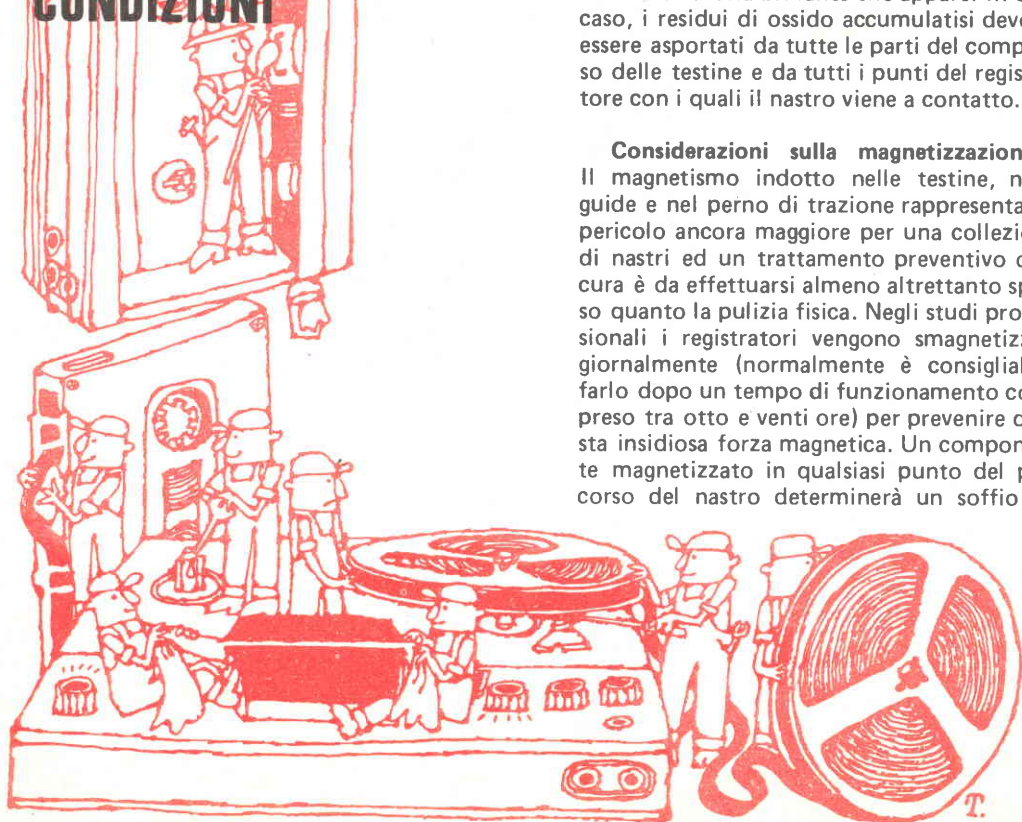 CONDIZIONI
caso, i residui di ossido accumulatisi deve
essere asportati da tutte le parti del comp
so delle testine e da tutti i punti del regis
tore con i quali il nastro viene a contatto.
Considerazioni sulla magnetizzazion
Il magnetismo indotto nelle testine, n
guide e nel perno di trazione rappresenta
pericolo ancora maggiore per una collezi
di nastri ed un trattamento preventivo c
cura è da effettuarsi almeno altrettanto sp
so quanto la pulizia fisica. Negli studi pro
sionali i registratori vengono smagnetizz
giornalmente (normalmente è consiglial
farlo dopo un tempo di funzionamento co
preso tra otto e venti ore) per prevenire c
sta insidiosa forza magnetica. Un compon
te magnetizzato in qualsiasi punto del p
corso del nastro determinerà un soffio
T.